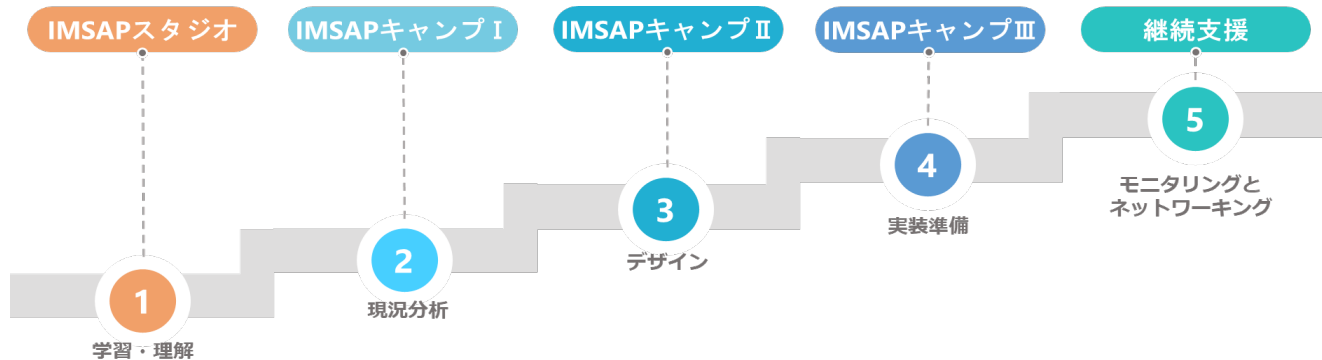 IMSAPスタジオ
IMSAPキャンプⅠ
IMSAPキャンプⅡ
IMSAPキャンプⅢ
継続支援
1
学習・理解
2
現況分析
3
デザイン
4
実装準備
5
モニタリングと
ネットワーキング